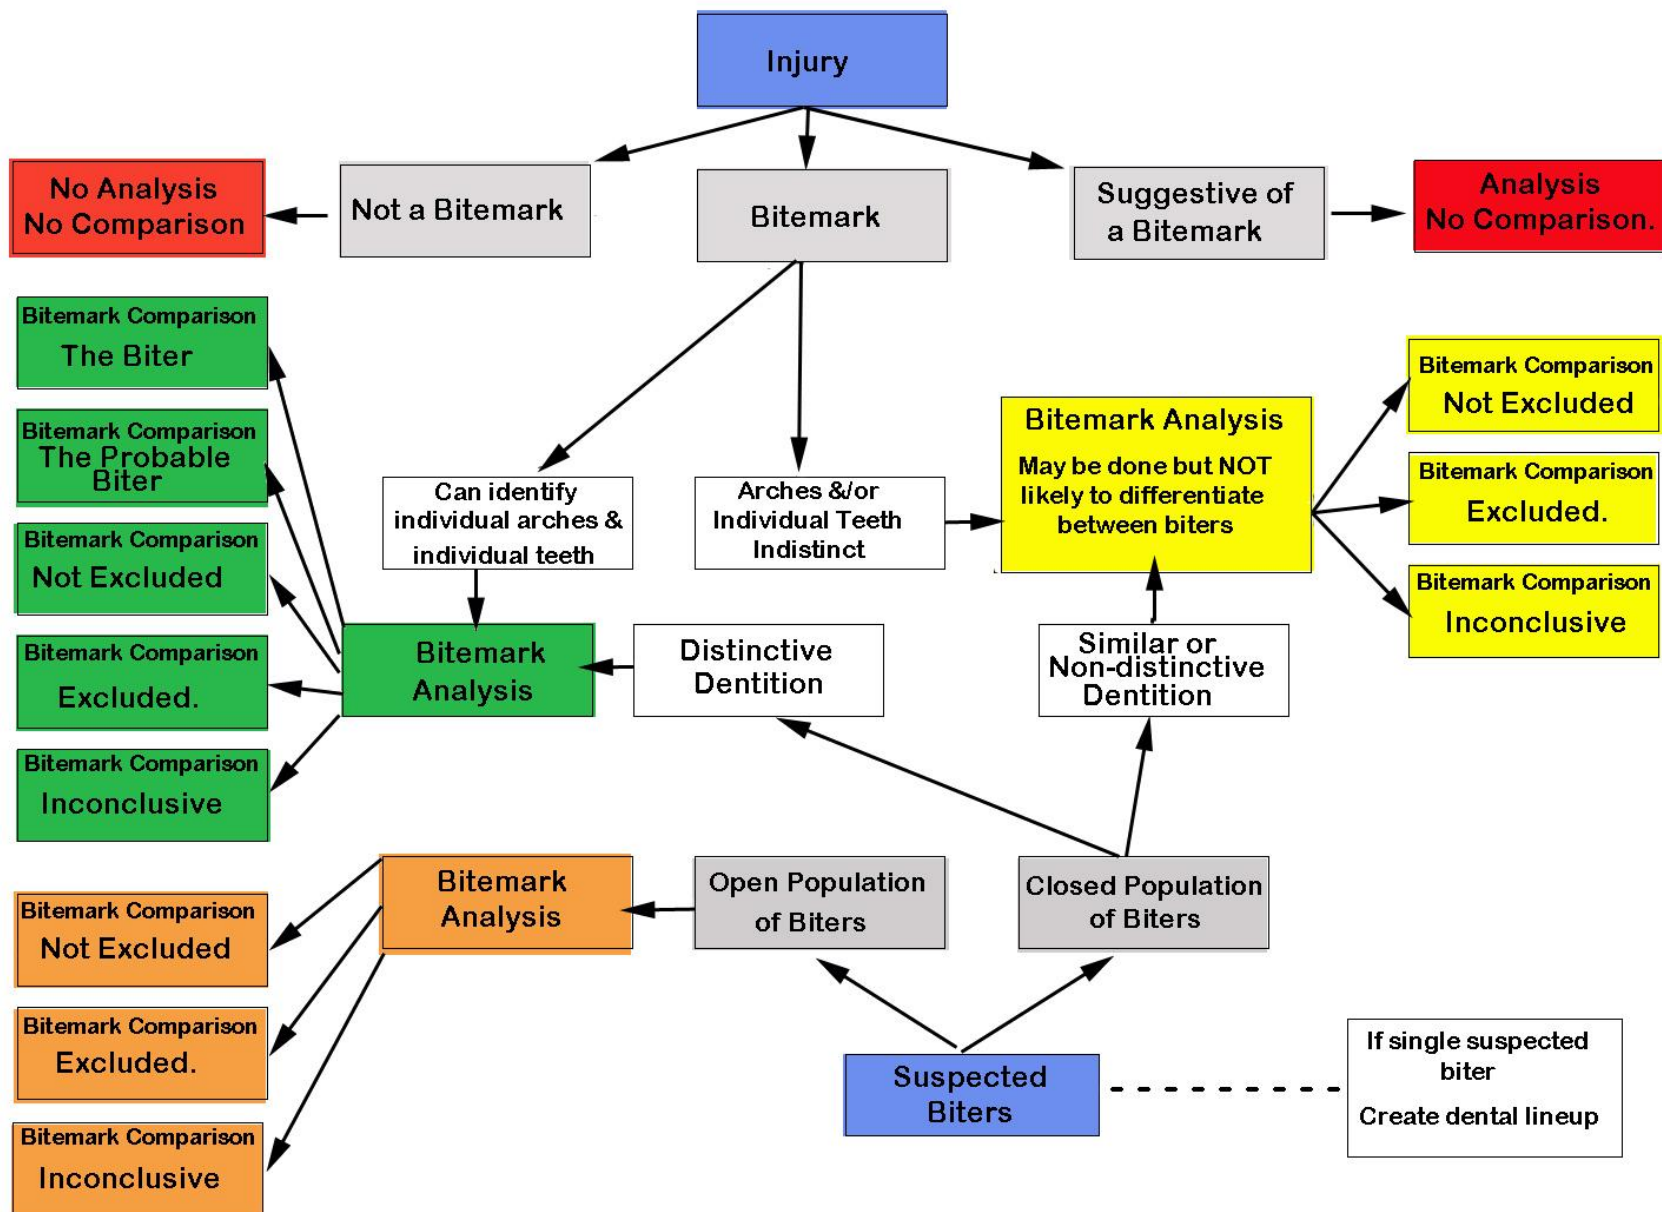 Injury
No Analysis
No Comparison
Not a Bitemark
Bitemark
Suggestive of
a Bitemark
Analysis
No Comparison.
Bitemark Comparison
The Biter
Bitemark Comparison
The Probable
Biter
Bitemark Comparison
Not Excluded
Bitemark Comparison
Excluded.
Bitemark Comparison
Inconclusive
Can identify
individual arches &
individual teeth
Arches &/or
Individual Teeth
Indistinct
Bitemark Analysis
May be done but NOT
likely to differentiate
between biters
Bitemark Comparison
Not Excluded
Bitemark Comparison
Excluded.
Bitemark Comparison
Inconclusive
Bitemark
Analysis
Distinctive
Dentition
Similar or
Non-distinctive
Dentition
Bitemark
Analysis
Open Population
of Biters
Closed Population
of Biters
Bitemark Comparison
Not Excluded
Bitemark Comparison
Excluded.
Bitemark Comparison
Inconclusive
Suspected
Biters
If single suspected
biter
Create dental lineup